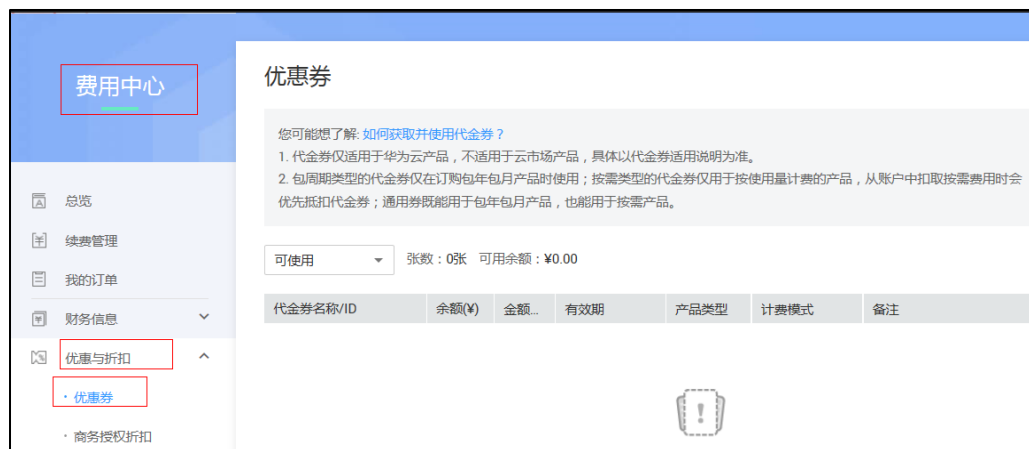 费用中心
总览
续费管理
我的订单
财务信息
优惠与折扣
· 优惠券
· 商务授权折扣
优惠券
您可能想了解: 如何获取并使用代金券？
1. 代金券仅适用于华为云产品，不适用于云市场产品，具体以代金券适用说明为准。
2. 包周期类型的代金券仅在订购包年包月产品时使用；按需类型的代金券仅用于按使用量计费的产品，从账户中扣取按需费用时会
优先抵扣代金券；通用券既能用于包年包月产品，也能用于按需产品。
可使用 张数：0张 可用余额：¥0.00
代金券名称/ID 余额(¥) 金额... 有效期 产品类型 计费模式 备注